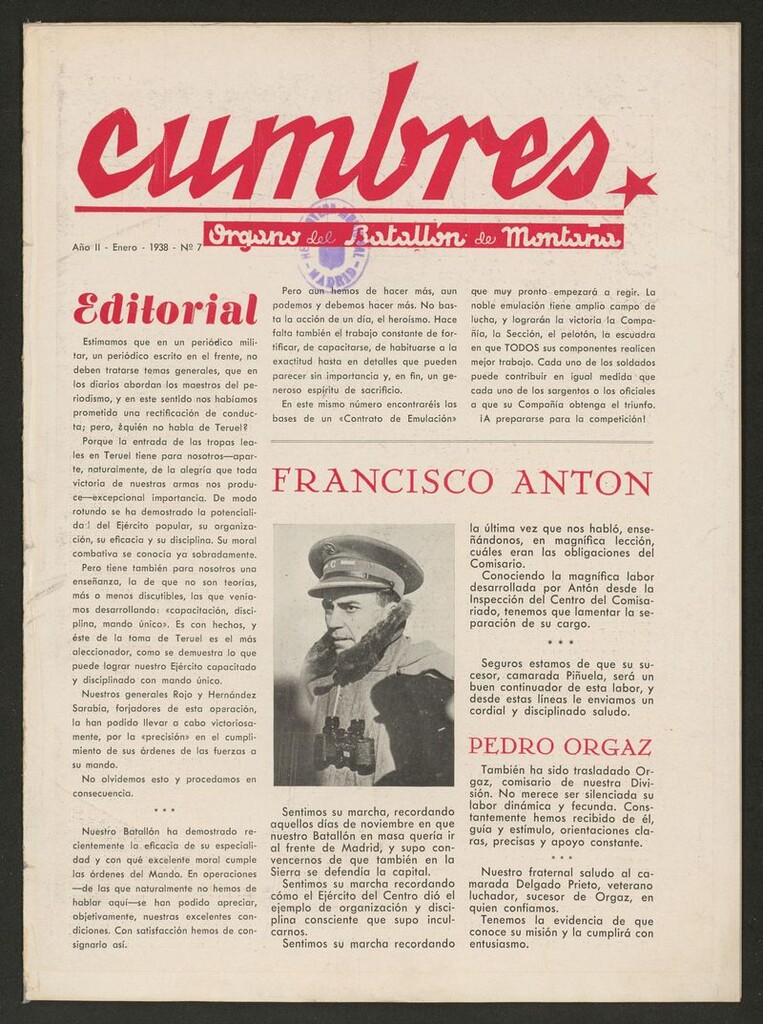 cumbres
Organo del Batallón de Montaña
Año II - Enero - 1938 - Nº 7
HEMEROTECA MUNICIPAL
MADRID
Editorial
Estimamos que en un periódico mili-
tar, un periódico escrito en el frente, no
deben tratarse temas generales, que en
los diarios abordan los maestros del pe-
riodismo, y en este sentido nos habíamos
prometido una rectificación de conduc-
ta; pero, ¿quién no habla de Teruel?
Porque la entrada de las tropas lea-
les en Teruel tiene para nosotros—apar-
te, naturalmente, de la alegría que toda
victoria de nuestras armas nos produ-
ce—excepcional importancia. De modo
rotundo se ha demostrado la potenciali-
dad del Ejército popular, su organiza-
ción, su eficacia y su disciplina. Su moral
combativa se conocía ya sobradamente.
Pero tiene también para nosotros una
enseñanza, la de que no son teorías,
más o menos discutibles, las que venía-
mos desarrollando: «capacitación, disci-
plina, mando único». Es con hechos, y
éste de la toma de Teruel es el más
aleccionador, como se demuestra lo que
puede lograr nuestro Ejército capacitado
y disciplinado con mando único.
Nuestros generales Rojo y Hernández
Sarabia, forjadores de esta operación,
la han podido llevar a cabo victoriosa-
mente, por la «precisión» en el cumpli-
miento de sus órdenes de las fuerzas a
su mando.
No olvidemos esto y procedamos en
consecuencia.
* * *
Nuestro Batallón ha demostrado re-
cientemente la eficacia de su especiali-
dad y con qué excelente moral cumple
las órdenes del Mando. En operaciones
—de las que naturalmente no hemos de
hablar aquí—se han podido apreciar,
objetivamente, nuestras excelentes con-
diciones. Con satisfacción hemos de con-
signarlo así.
Pero aun hemos de hacer más, aun
podemos y debemos hacer más. No bas-
ta la acción de un día, el heroísmo. Hace
falta también el trabajo constante de for-
tificar, de capacitarse, de habituarse a la
exactitud hasta en detalles que pueden
parecer sin importancia y, en fin, un ge-
neroso espíritu de sacrificio.
En este mismo número encontraréis las
bases de un «Contrato de Emulación»
que muy pronto empezará a regir. La
noble emulación tiene amplio campo de
lucha, y lograrán la victoria la Compa-
ñía, la Sección, el pelotón, la escuadra
en que TODOS sus componentes realicen
mejor trabajo. Cada uno de los soldados
puede contribuir en igual medida que
cada uno de los sargentos o los oficiales
a que su Compañía obtenga el triunfo.
¡A prepararse para la competición!
FRANCISCO ANTON
Sentimos su marcha, recordando
aquellos días de noviembre en que
nuestro Batallón en masa quería ir
al frente de Madrid, y supo con-
vencernos de que también en la
Sierra se defendía la capital.
Sentimos su marcha recordando
cómo el Ejército del Centro dió el
ejemplo de organización y disci-
plina consciente que supo incul-
carnos.
Sentimos su marcha recordando
la última vez que nos habló, ense-
ñándonos, en magnífica lección,
cuáles eran las obligaciones del
Comisario.
Conociendo la magnífica labor
desarrollada por Antón desde la
Inspección del Centro del Comisa-
riado, tenemos que lamentar la se-
paración de su cargo.
* * *
Seguros estamos de que su su-
cesor, camarada Piñuela, será un
buen continuador de esta labor, y
desde estas líneas le enviamos un
cordial y disciplinado saludo.
PEDRO ORGAZ
También ha sido trasladado Or-
gaz, comisario de nuestra Divi-
sión. No merece ser silenciada su
labor dinámica y fecunda. Cons-
tantemente hemos recibido de él,
guía y estímulo, orientaciones cla-
ras, precisas y apoyo constante.
* * *
Nuestro fraternal saludo al ca-
marada Delgado Prieto, veterano
luchador, sucesor de Orgaz, en
quien confiamos.
Tenemos la evidencia de que
conoce su misión y la cumplirá con
entusiasmo.